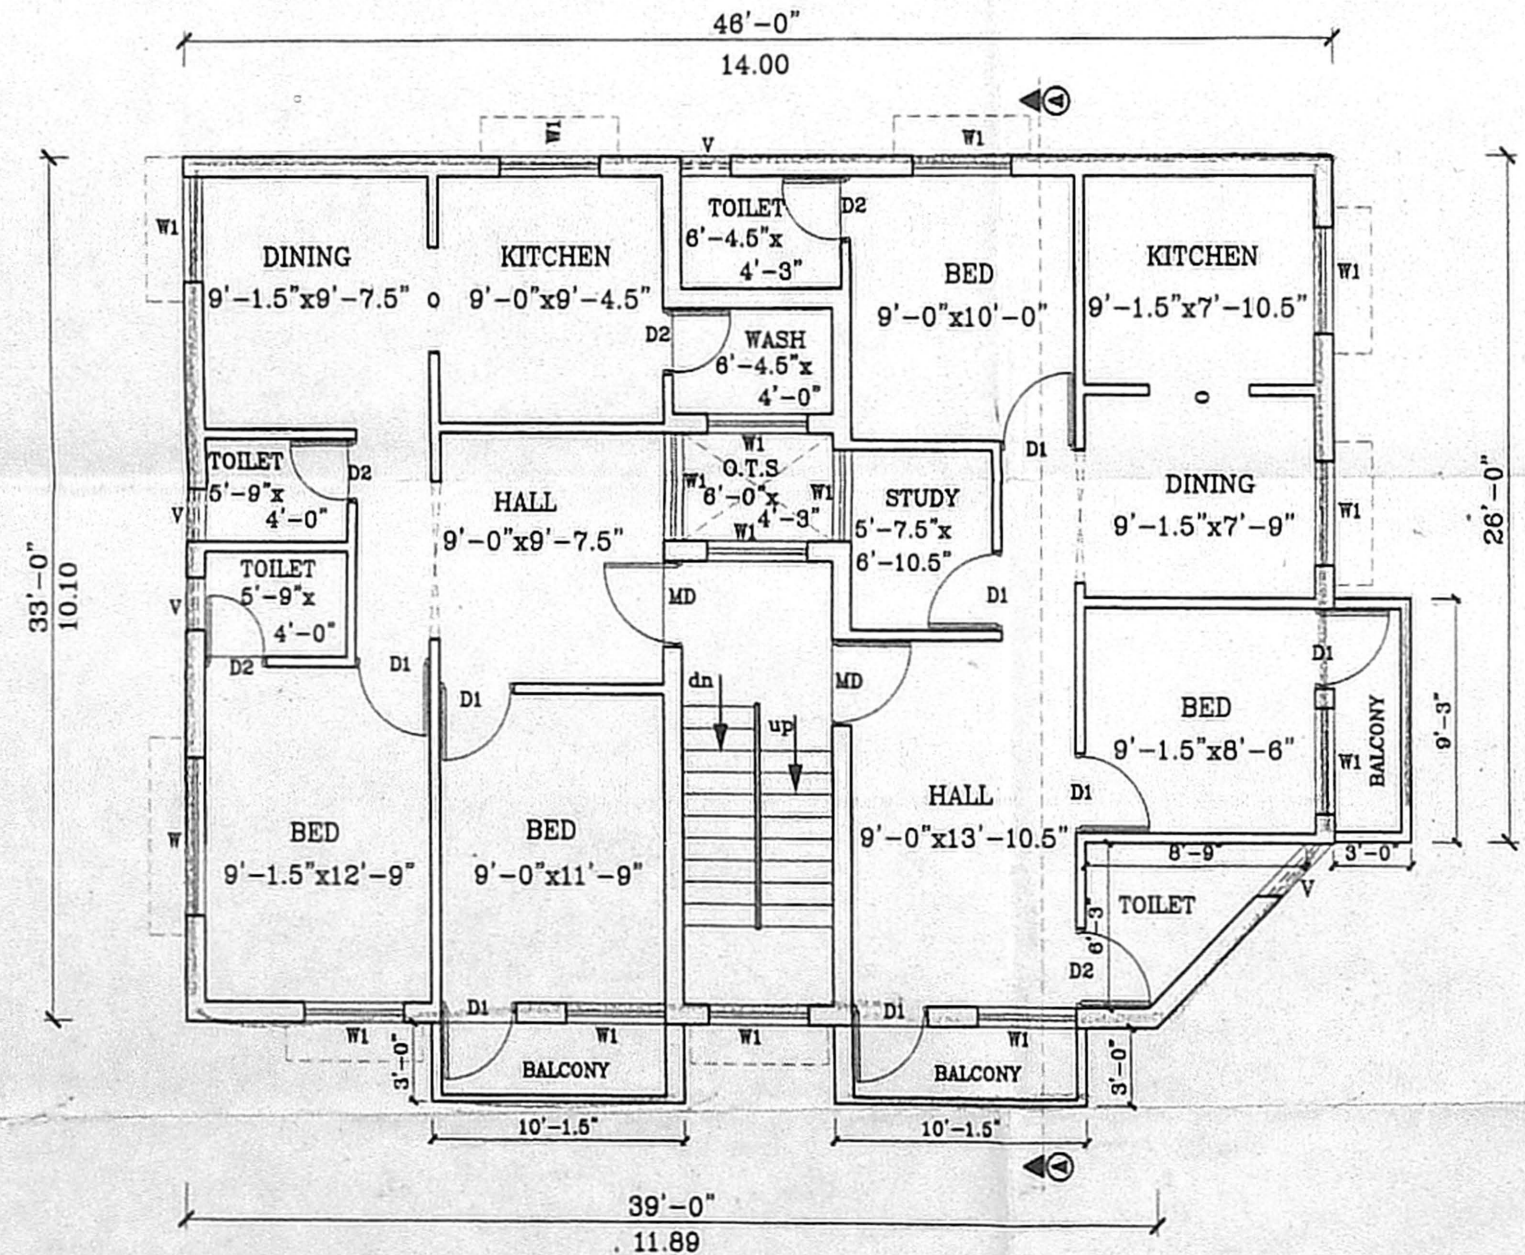 46'-0"
14.00
A
W1
V
W1
W1
DINING
9'-1.5"x9'-7.5"
O
KITCHEN
9'-0"x9'-4.5"
TOILET
6'-4.5"x
4'-3"
D2
BED
9'-0"x10'-0"
KITCHEN
9'-1.5"x7'-10.5"
W1
D2
WASH
6'-4.5"x
4'-0"
O
D1
TOILET
5'-9"x
4'-0"
D2
V
HALL
9'-0"x9'-7.5"
W1
O.T.S
6'-0"x
4'-3"
W1
W1
W1
STUDY
5'-7.5"x
6'-10.5"
D1
DINING
9'-1.5"x7'-9"
W1
26'-0"
33'-0"
10.10
TOILET
5'-9"x
4'-0"
V
D2
D1
D1
MD
dn
up
MD
D1
BED
9'-1.5"x8'-6"
W1
BALCONY
9'-3"
W
BED
9'-1.5"x12'-9"
BED
9'-0"x11'-9"
HALL
9'-0"x13'-10.5"
D1
8'-9"
3'-0"
V
TOILET
6'-3"
D2
W1
D1
W1
W1
D1
W1
3'-0"
BALCONY
BALCONY
3'-0"
10'-1.5"
10'-1.5"
A
39'-0"
11.89